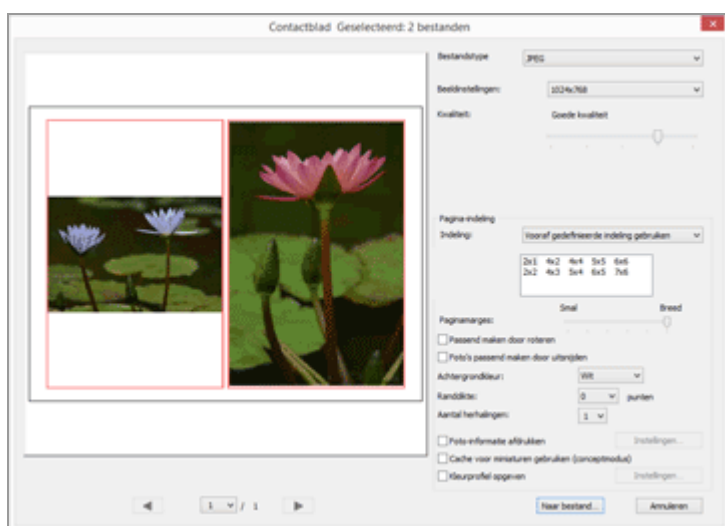 Contactblad Geselecteerd: 2 bestanden
Bestandstype JPEG
Beeldinstellingen: 1024x768
Kwaliteit: Goede kwaliteit
Pagina-indeling
Indeling: Vooraf gedefinieerde indeling gebruiken
2x1 4x2 4x4 5x5 6x6
2x2 4x3 5x4 6x5 7x6
Smal Breed
Paginamarges:
Passend maken door roteren
Foto's passend maken door uitsnijden
Achtergrondkleur: Wit
Randdikte: 0 punten
Aantal herhalingen: 1
Foto-informatie afdrukken Instellingen...
Cache voor miniaturen gebruiken (conceptmodus)
Kleurprofiel opgeven Instellingen...
1 / 1 Naar bestand... Annuleren